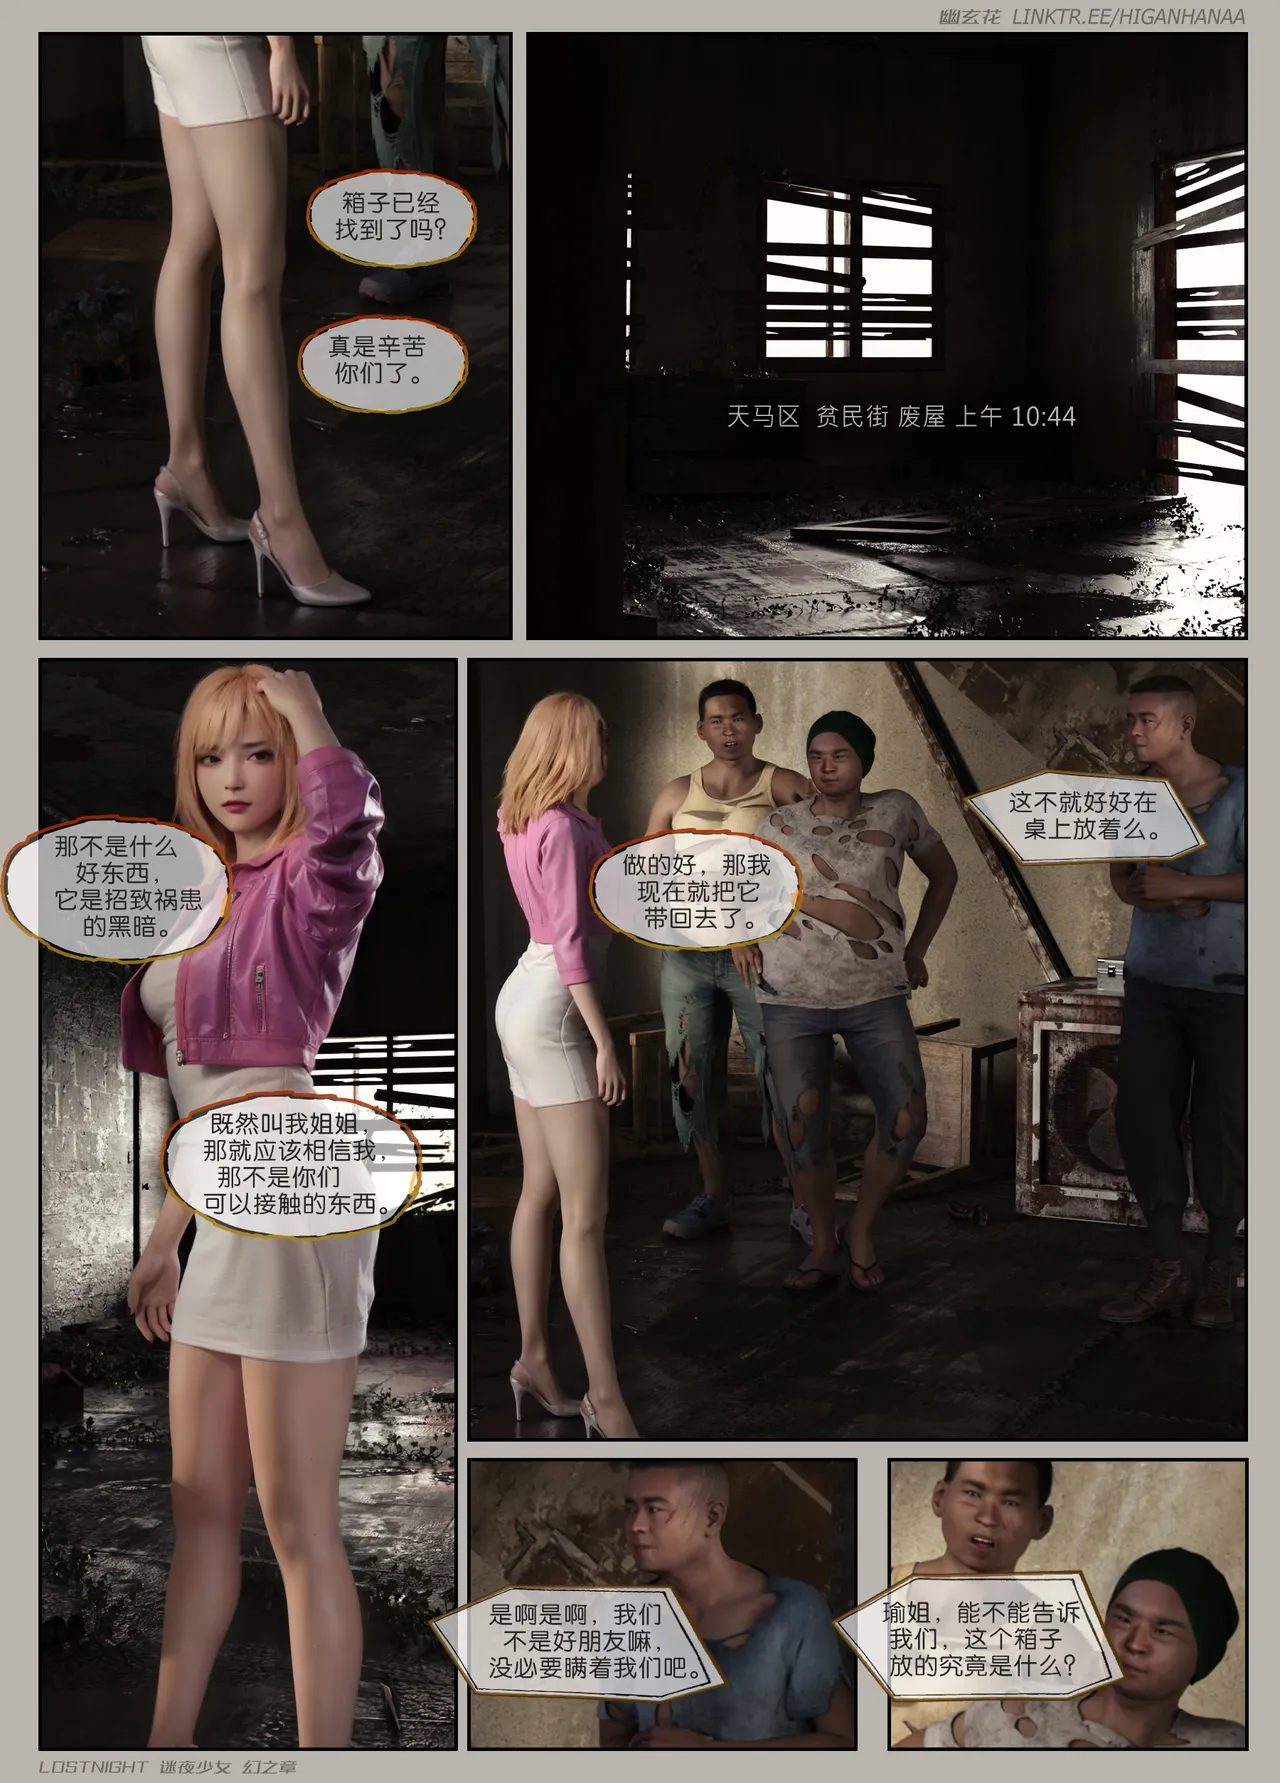 幽玄花 LINKTR.EE/HIGANHANAA
天马区 贫民街 废屋 上午 10:44
箱子已经
找到了吗?
真是辛苦
你们了。
这不就好好在
桌上放着么。
做的好，那我
现在就把它
带回去了。
瑜姐，能不能告诉
我们，这个箱子
放的究竟是什么?
是啊是啊，我们
不是好朋友嘛，
没必要瞒着我们吧。
那不是什么
好东西，
它是招致祸患
的黑暗。
既然叫我姐姐，
那就应该相信我，
那不是你们
可以接触的东西。
LOSTNIGHT 迷夜少女 幻之章